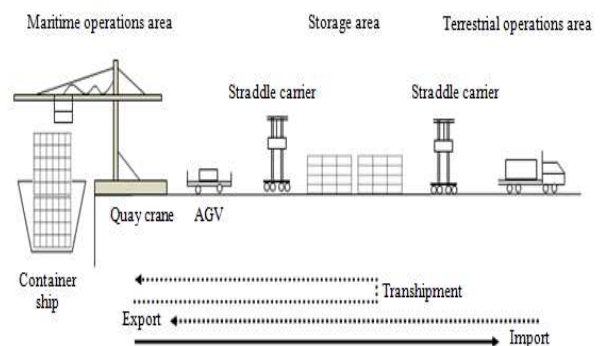 Maritime operations area
Storage area
Terrestrial operations area
Straddle carrier
Straddle carrier
Quay crane
AGV
Container
ship
Transhipment
Export
Import